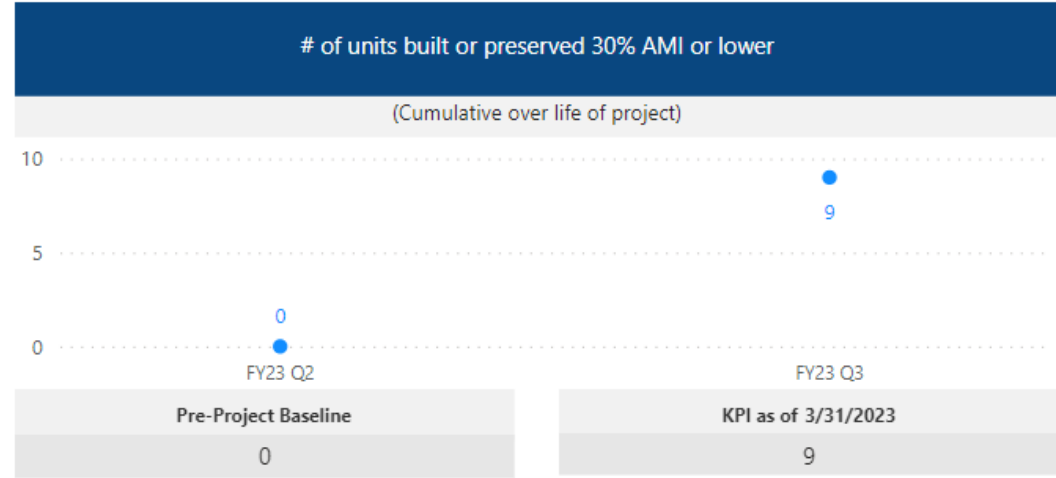 # of units built or preserved 30% AMI or lower
(Cumulative over life of project)
10
9
5
0
0
FY23 Q2
FY23 Q3
Pre-Project Baseline
KPI as of 3/31/2023
0
9